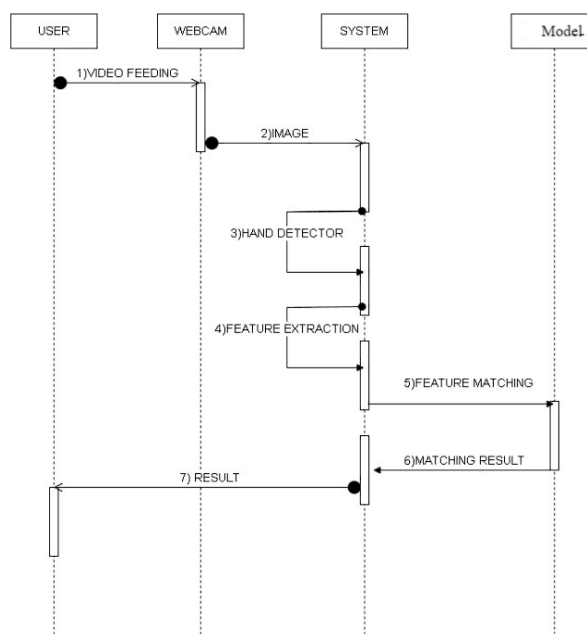 USER
WEBCAM
SYSTEM
Model
1)VIDEO FEEDING
2)IMAGE
3)HAND DETECTOR
4)FEATURE EXTRACTION
5)FEATURE MATCHING
6)MATCHING RESULT
7) RESULT